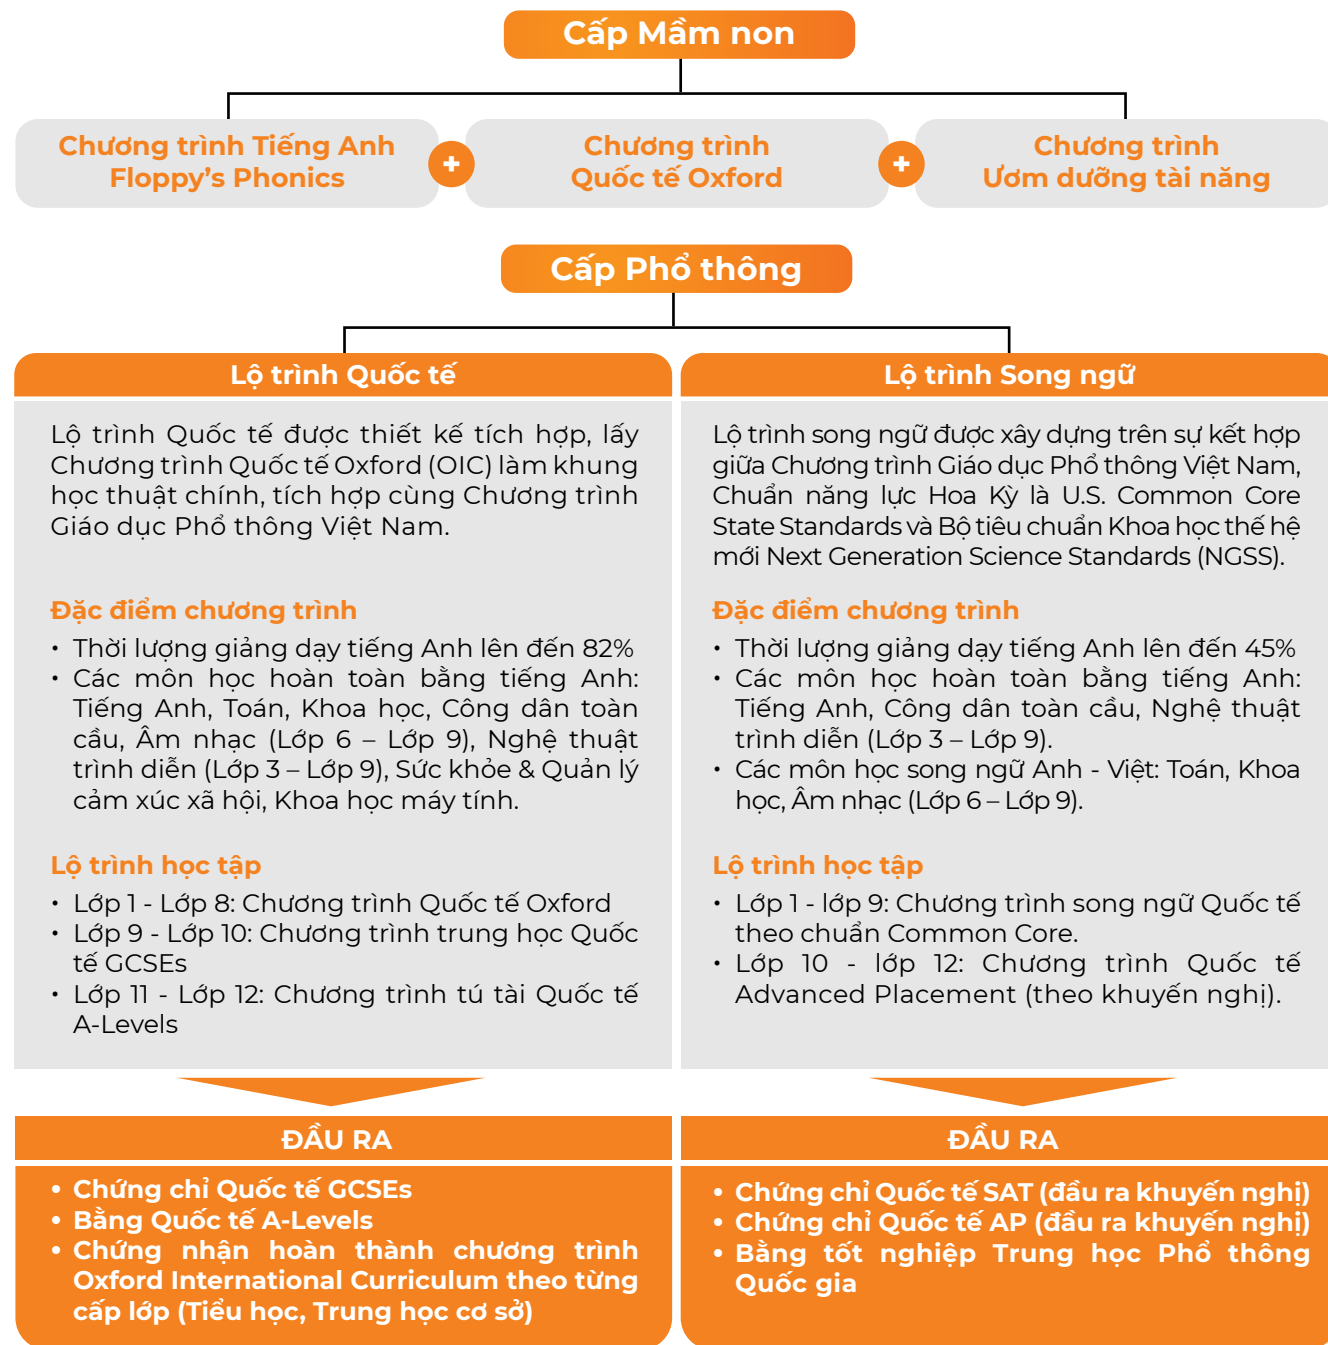 Cấp Mầm non
Chương trình Tiếng Anh
Floppy's Phonics
+
Chương trình
Quốc tế Oxford
+
Chương trình
Ươm dưỡng tài năng
Cấp Phổ thông
Lộ trình Quốc tế
Lộ trình Quốc tế được thiết kế tích hợp, lấy
Chương trình Quốc tế Oxford (OIC) làm khung
học thuật chính, tích hợp cùng Chương trình
Giáo dục Phổ thông Việt Nam.
Đặc điểm chương trình
• Thời lượng giảng dạy tiếng Anh lên đến 82%
• Các môn học hoàn toàn bằng tiếng Anh:
Tiếng Anh, Toán, Khoa học, Công dân toàn
cầu, Âm nhạc (Lớp 6 – Lớp 9), Nghệ thuật
trình diễn (Lớp 3 – Lớp 9), Sức khỏe & Quản lý
cảm xúc xã hội, Khoa học máy tính.
Lộ trình học tập
• Lớp 1 - Lớp 8: Chương trình Quốc tế Oxford
• Lớp 9 - Lớp 10: Chương trình trung học Quốc
tế GCSEs
• Lớp 11 - Lớp 12: Chương trình tú tài Quốc tế
A-Levels
ĐẦU RA
• Chứng chỉ Quốc tế GCSEs
• Bằng Quốc tế A-Levels
• Chứng nhận hoàn thành chương trình
Oxford International Curriculum theo từng
cấp lớp (Tiểu học, Trung học cơ sở)
Lộ trình Song ngữ
Lộ trình song ngữ được xây dựng trên sự kết hợp
giữa Chương trình Giáo dục Phổ thông Việt Nam,
Chuẩn năng lực Hoa Kỳ là U.S. Common Core
State Standards và Bộ tiêu chuẩn Khoa học thế hệ
mới Next Generation Science Standards (NGSS).
Đặc điểm chương trình
• Thời lượng giảng dạy tiếng Anh lên đến 45%
• Các môn học hoàn toàn bằng tiếng Anh:
Tiếng Anh, Công dân toàn cầu, Nghệ thuật
trình diễn (Lớp 3 – Lớp 9).
• Các môn học song ngữ Anh - Việt: Toán, Khoa
học, Âm nhạc (Lớp 6 – Lớp 9).
Lộ trình học tập
• Lớp 1 - lớp 9: Chương trình song ngữ Quốc tế
theo chuẩn Common Core.
• Lớp 10 - lớp 12: Chương trình Quốc tế
Advanced Placement (theo khuyến nghị).
ĐẦU RA
• Chứng chỉ Quốc tế SAT (đầu ra khuyến nghị)
• Chứng chỉ Quốc tế AP (đầu ra khuyến nghị)
• Bằng tốt nghiệp Trung học Phổ thông
Quốc gia